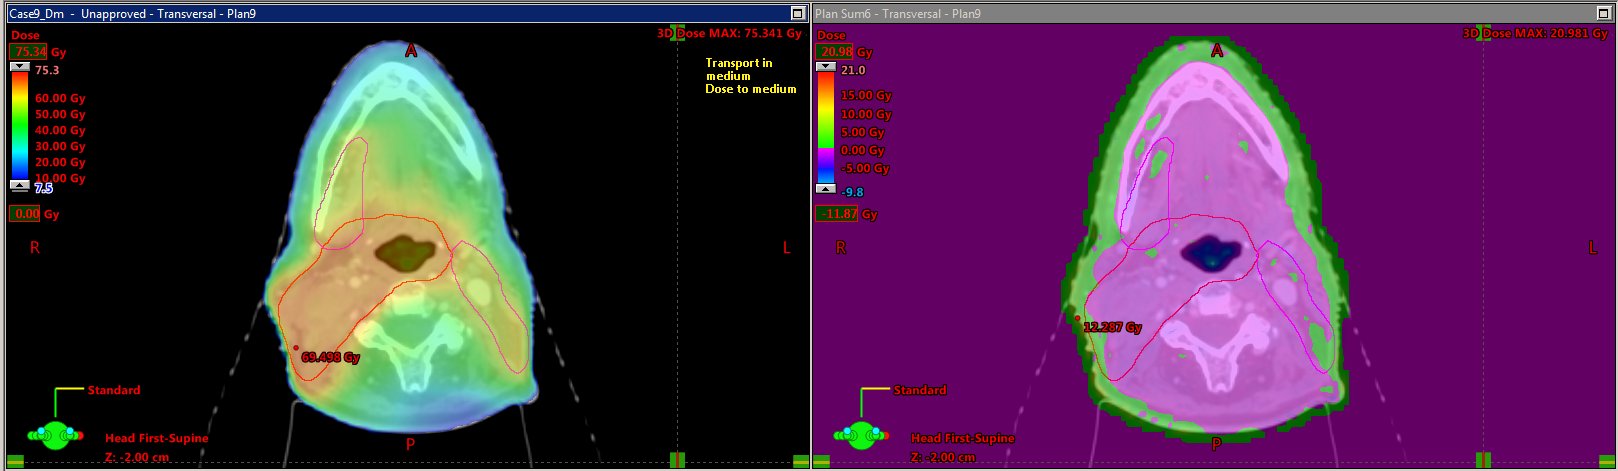 Case9_Dm - Unapproved - Transversal - Plan9
Dose
75.34 Gy
75.3
60.00 Gy
50.00 Gy
40.00 Gy
30.00 Gy
20.00 Gy
10.00 Gy
7.5
0.00 Gy
3D Dose MAX: 75.341 Gy
Transport in
medium
Dose to medium
A
R
L
69.498 Gy
Standard
Head First-Supine
Z: -2.00 cm
P
Plan Sum6 - Transversal - Plan9
Dose
20.98 Gy
21.0
15.00 Gy
10.00 Gy
5.00 Gy
0.00 Gy
-5.00 Gy
-9.8
-11.87 Gy
3D Dose MAX: 20.981 Gy
A
R
L
12.287 Gy
Standard
Head First-Supine
Z: -2.00 cm
P